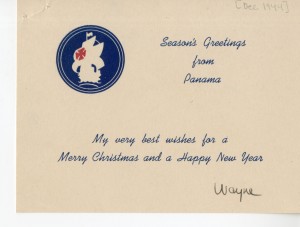 [Dec 1944]
Season's Greetings
from
Panama
My very best wishes for a
Merry Christmas and a Happy New Year
Wayne